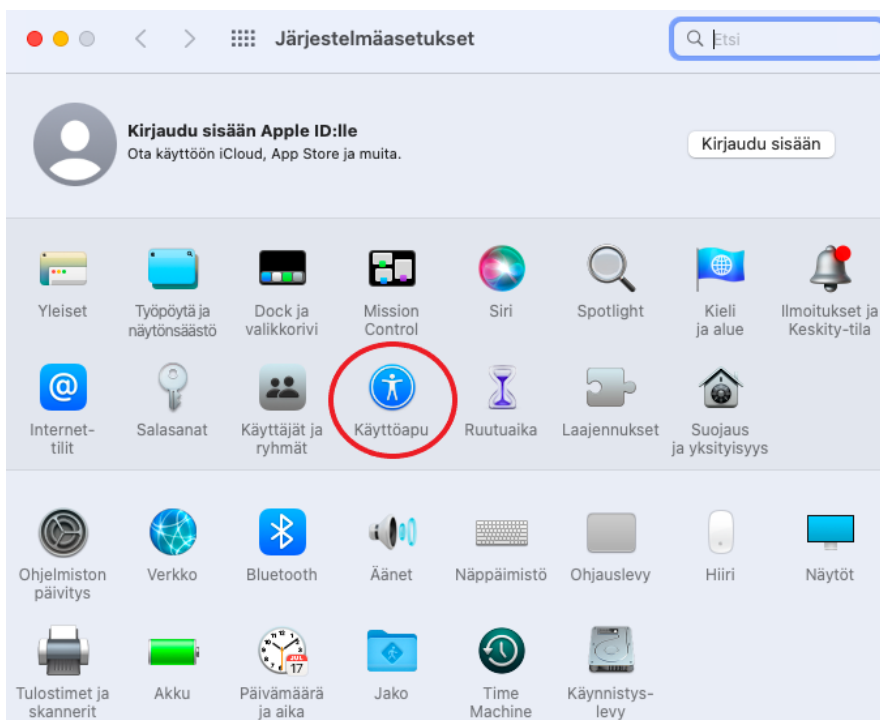 Järjestelmäasetukset
Etsi
Kirjaudu sisään Apple ID:lle
Ota käyttöön iCloud, App Store ja muita.
Kirjaudu sisään
Yleiset
Työpöytä ja
näytönsäästö
Dock ja
valikkorivi
Mission
Control
Siri
Spotlight
Kieli
ja alue
Ilmoitukset ja
Keskity-tila
Internet-
tilit
Salasanat
Käyttäjät ja
ryhmät
Käyttöapu
Ruutuaika
Laajennukset
Suojaus
ja yksityisyys
Ohjelmiston
päivitys
Verkko
Bluetooth
Äänet
Näppäimistö
Ohjauslevy
Hiiri
Näytöt
Tulostimet ja
skannerit
Akku
JUL
17
Päivämäärä
ja aika
Jako
Time
Machine
Käynnistys-
levy